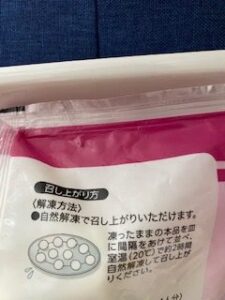 召し上がり方
〈解凍方法〉
●自然解凍で召し上がりいただけます。
凍ったままの本品を皿
に間隔をあけて並べ、
室温(20℃)で約2時間
自然解凍して召し上が
りください。